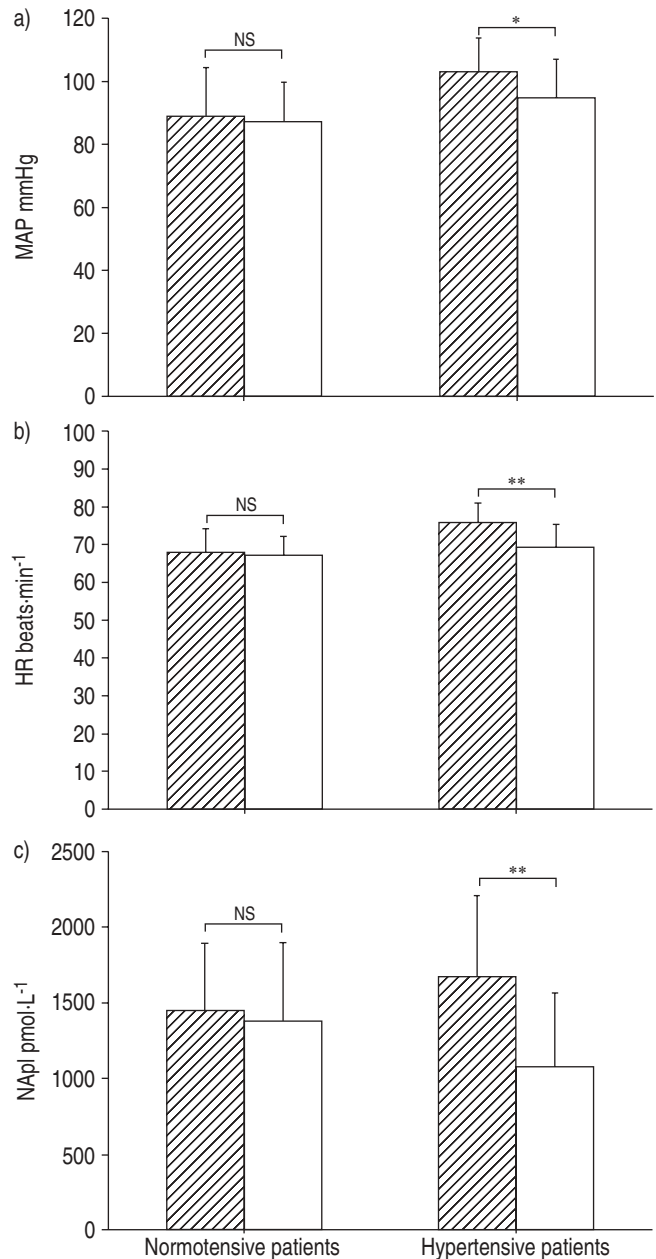 a)
120
100
80
60
40
20
0
MAP mmHg
NS
*
b)
100
90
80
70
60
50
40
30
20
10
0
HR beats·min⁻¹
NS
**
c)
2500
2000
1500
1000
500
0
NApl pmol·L⁻¹
NS
**
Normotensive patients
Hypertensive patients